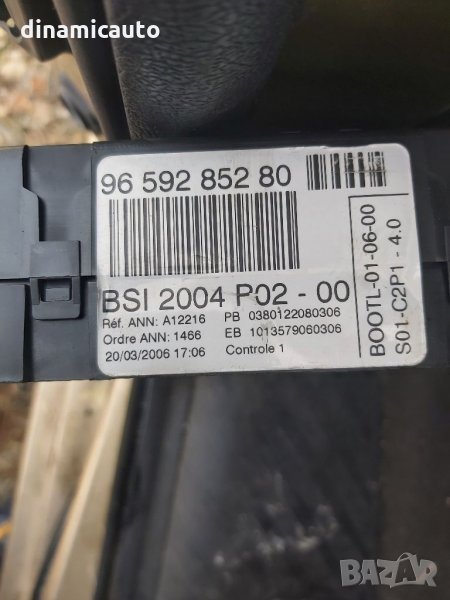 dinamicauto
96 592 852 80
BSI 2004 P02 - 00
Réf. ANN: A12216 PB 0380122080306
Ordre ANN: 1466 EB 1013579060306
20/03/2006 17:06 Controle 1
BOOTL-01-06-00
S01-C2P1 - 4.0
BAZAR